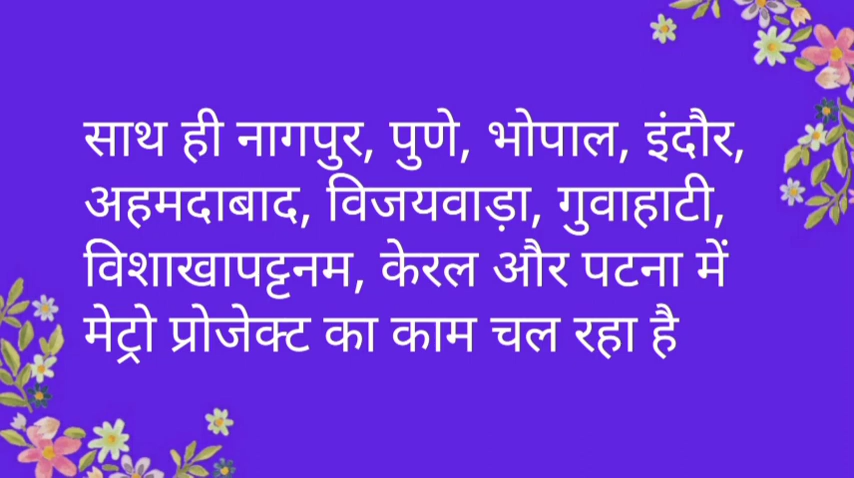 साथ ही नागपुर, पुणे, भोपाल, इंदौर,
अहमदाबाद, विजयवाड़ा, गुवाहाटी,
विशाखापट्टनम, केरल और पटना में
मेट्रो प्रोजेक्ट का काम चल रहा है